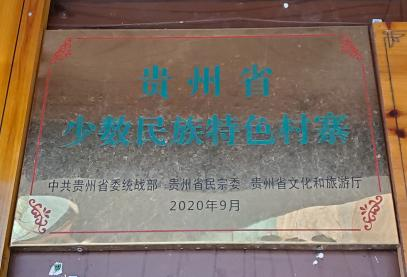 贵州省
少数民族特色村寨
中共贵州省委统战部 贵州省民宗委 贵州省文化和旅游厅
2020年9月